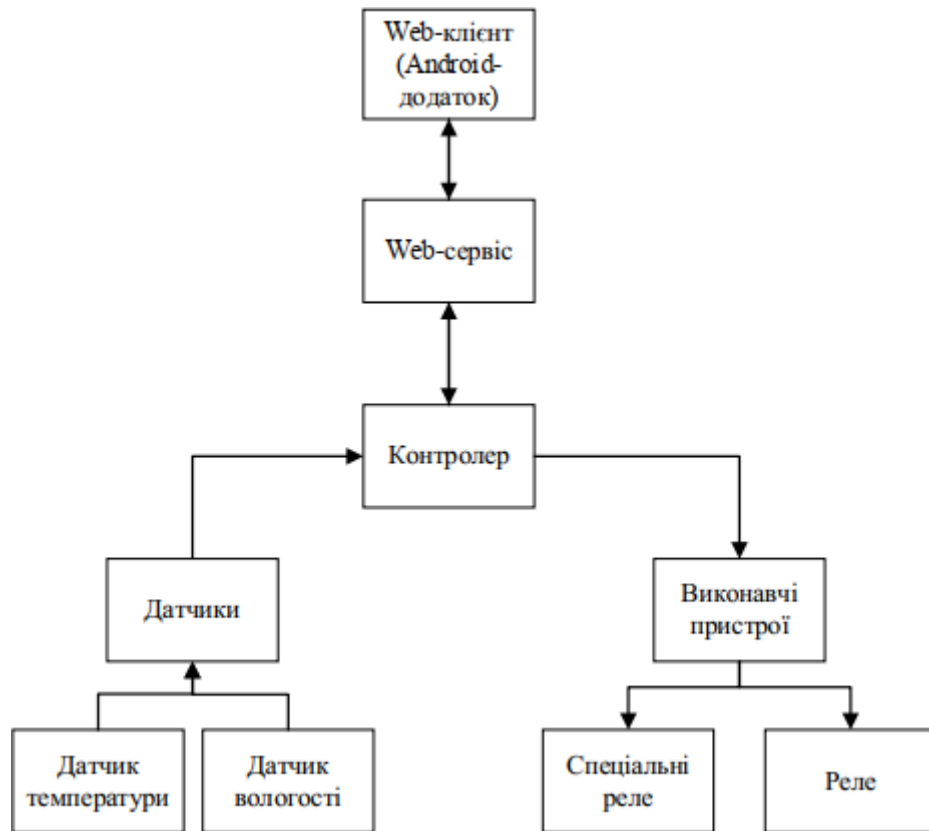 Web-клієнт
(Android-
додаток)
Web-сервіс
Контролер
Датчики
Виконавчі
пристрої
Датчик
температури
Датчик
вологості
Спеціальні
реле
Реле